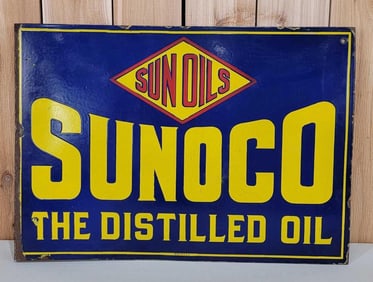 SUN OILS
SUNOCO
THE DISTILLED OIL